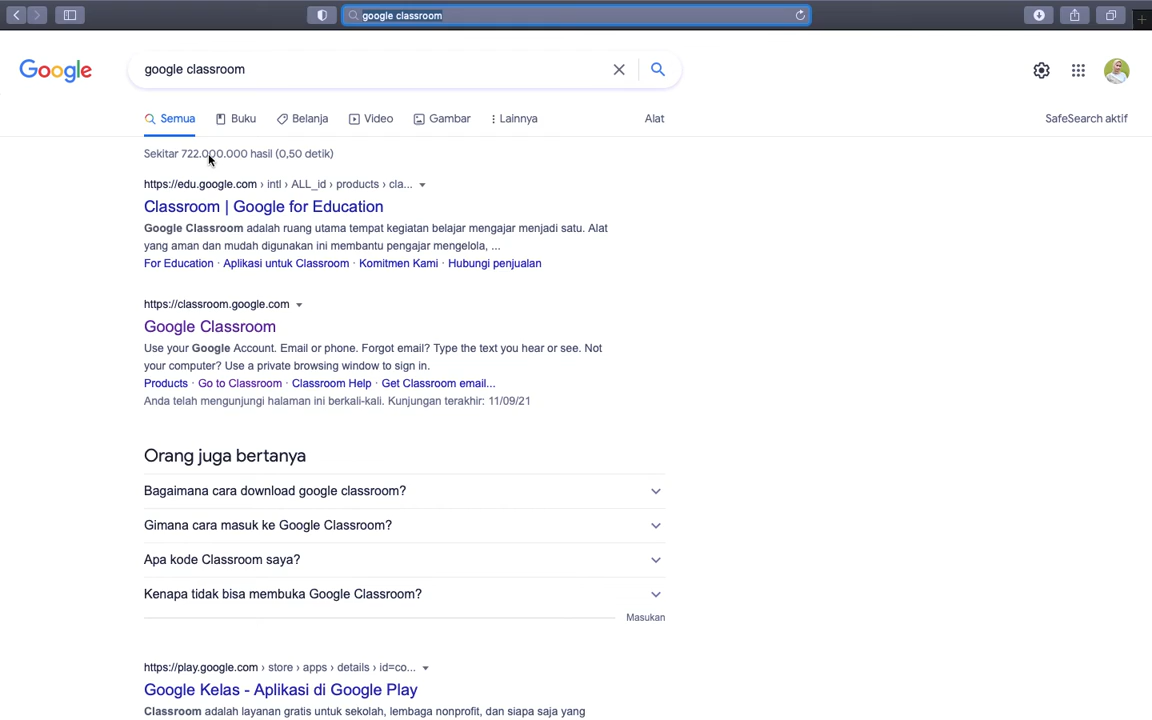 google classroom
Google
google classroom
Semua Buku Belanja Video Gambar Lainnya Alat SafeSearch aktif
Sekitar 722.000.000 hasil (0,50 detik)
https://edu.google.com › intl › ALL_id › products › cla...
Classroom | Google for Education
Google Classroom adalah ruang utama tempat kegiatan belajar mengajar menjadi satu. Alat
yang aman dan mudah digunakan ini membantu pengajar mengelola, ...
For Education · Aplikasi untuk Classroom · Komitmen Kami · Hubungi penjualan
https://classroom.google.com
Google Classroom
Use your Google Account. Email or phone. Forgot email? Type the text you hear or see. Not
your computer? Use a private browsing window to sign in.
Products · Go to Classroom · Classroom Help · Get Classroom email...
Anda telah mengunjungi halaman ini berkali-kali. Kunjungan terakhir: 11/09/21
Orang juga bertanya
Bagaimana cara download google classroom?
Gimana cara masuk ke Google Classroom?
Apa kode Classroom saya?
Kenapa tidak bisa membuka Google Classroom?
Masukan
https://play.google.com › store › apps › details › id=co...
Google Kelas - Aplikasi di Google Play
Classroom adalah layanan gratis untuk sekolah, lembaga nonprofit, dan siapa saja yang